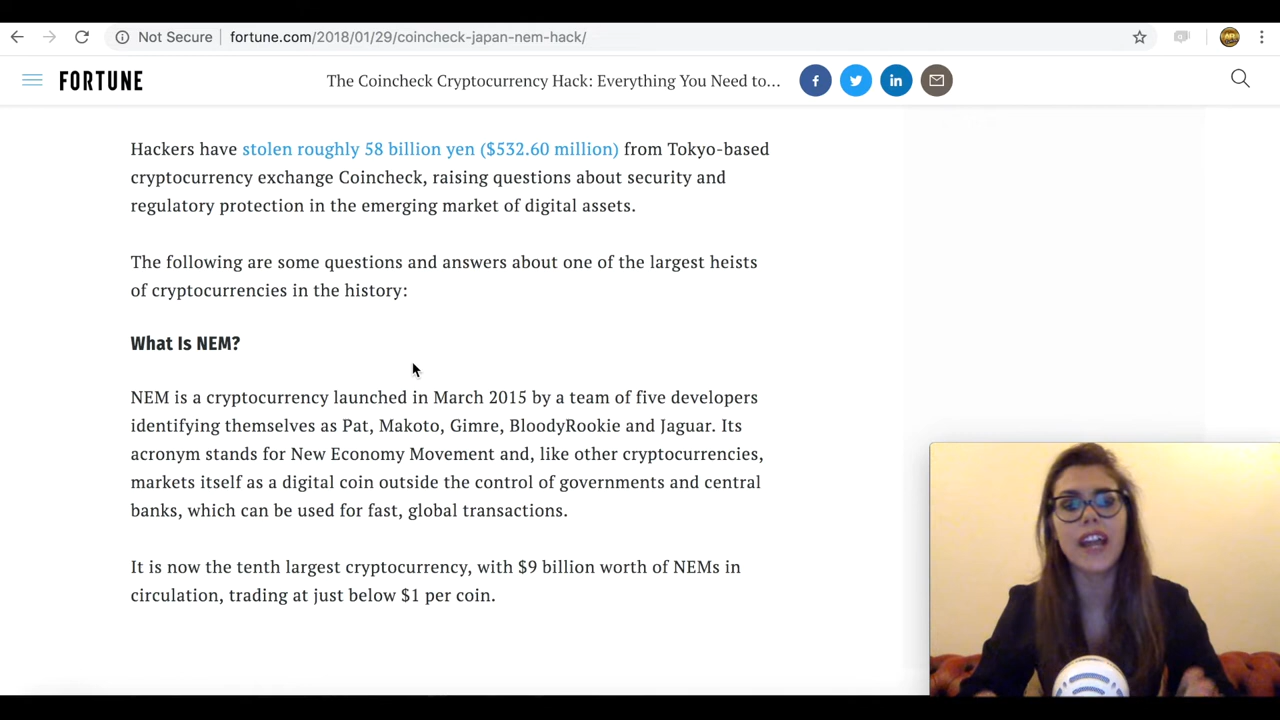 Not Secure fortune.com/2018/01/29/coincheck-japan-nem-hack/
FORTUNE
The Coincheck Cryptocurrency Hack: Everything You Need to...
Hackers have stolen roughly 58 billion yen ($532.60 million) from Tokyo-based
cryptocurrency exchange Coincheck, raising questions about security and
regulatory protection in the emerging market of digital assets.
The following are some questions and answers about one of the largest heists
of cryptocurrencies in the history:
What Is NEM?
NEM is a cryptocurrency launched in March 2015 by a team of five developers
identifying themselves as Pat, Makoto, Gimre, BloodyRookie and Jaguar. Its
acronym stands for New Economy Movement and, like other cryptocurrencies,
markets itself as a digital coin outside the control of governments and central
banks, which can be used for fast, global transactions.
It is now the tenth largest cryptocurrency, with $9 billion worth of NEMs in
circulation, trading at just below $1 per coin.